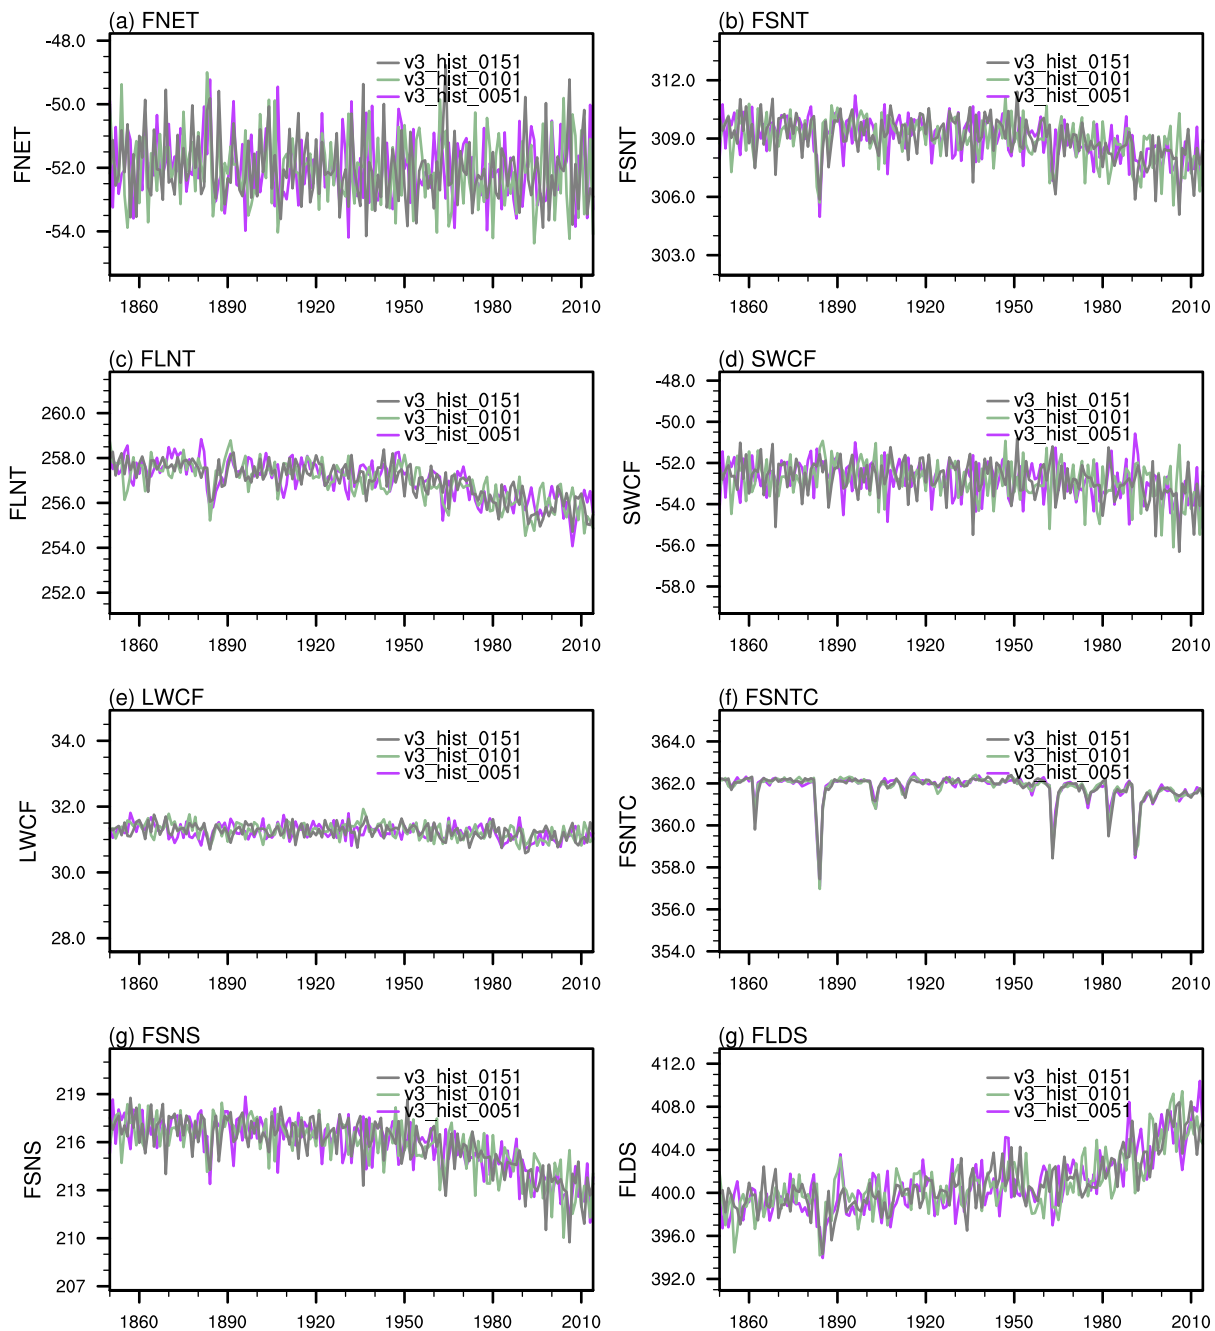 (a) FNET
-48.0
-50.0
-52.0
-54.0
FNET
v3_hist_0151
v3_hist_0101
v3_hist_0051
1860 1890 1920 1950 1980 2010
(b) FSNT
312.0
309.0
306.0
303.0
FSNT
v3_hist_0151
v3_hist_0101
v3_hist_0051
1860 1890 1920 1950 1980 2010
(c) FLNT
260.0
258.0
256.0
254.0
252.0
FLNT
v3_hist_0151
v3_hist_0101
v3_hist_0051
1860 1890 1920 1950 1980 2010
(d) SWCF
-48.0
-50.0
-52.0
-54.0
-56.0
-58.0
SWCF
v3_hist_0151
v3_hist_0101
v3_hist_0051
1860 1890 1920 1950 1980 2010
(e) LWCF
34.0
32.0
30.0
28.0
LWCF
v3_hist_0151
v3_hist_0101
v3_hist_0051
1860 1890 1920 1950 1980 2010
(f) FSNTC
364.0
362.0
360.0
358.0
356.0
354.0
FSNTC
v3_hist_0151
v3_hist_0101
v3_hist_0051
1860 1890 1920 1950 1980 2010
(g) FSNS
219
216
213
210
207
FSNS
v3_hist_0151
v3_hist_0101
v3_hist_0051
1860 1890 1920 1950 1980 2010
(g) FLDS
412.0
408.0
404.0
400.0
396.0
392.0
FLDS
v3_hist_0151
v3_hist_0101
v3_hist_0051
1860 1890 1920 1950 1980 2010